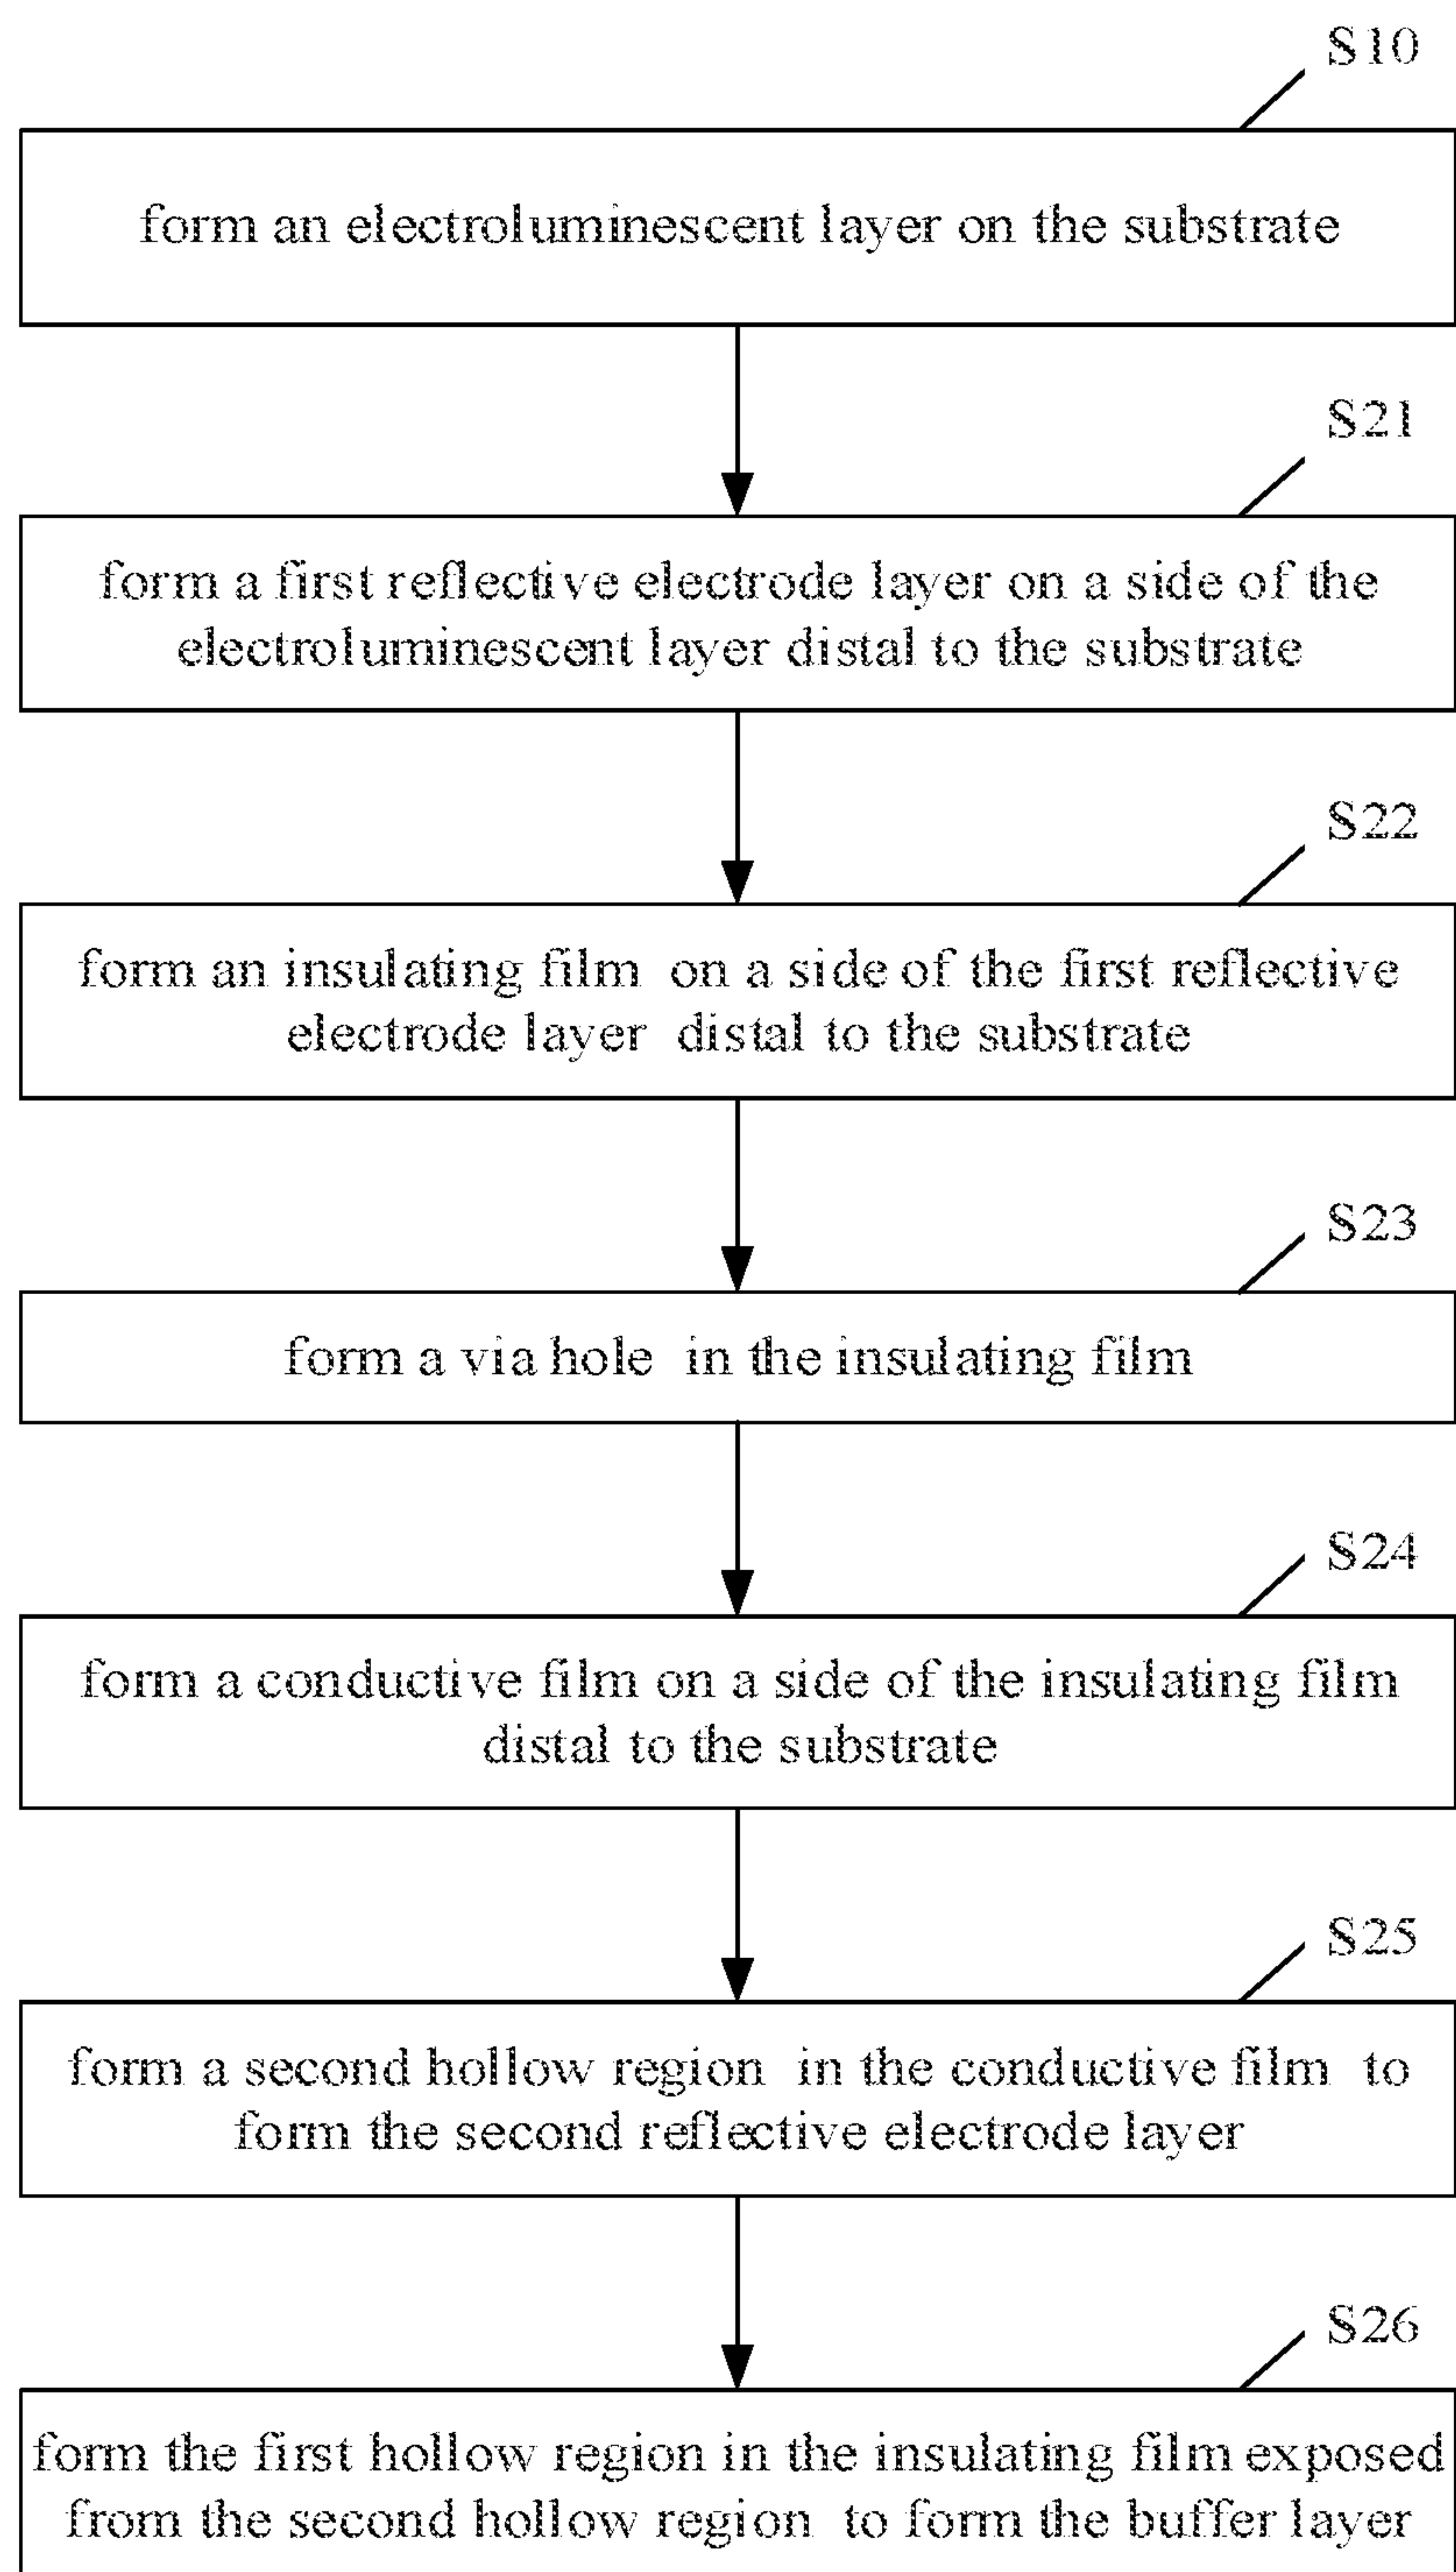 S10
form an electroluminescent layer on the substrate
S21
form a first reflective electrode layer on a side of the
electroluminescent layer distal to the substrate
S22
form an insulating film on a side of the first reflective
electrode layer distal to the substrate
S23
form a via hole in the insulating film
S24
form a conductive film on a side of the insulating film
distal to the substrate
S25
form a second hollow region in the conductive film to
form the second reflective electrode layer
S26
form the first hollow region in the insulating film exposed
from the second hollow region to form the buffer layer